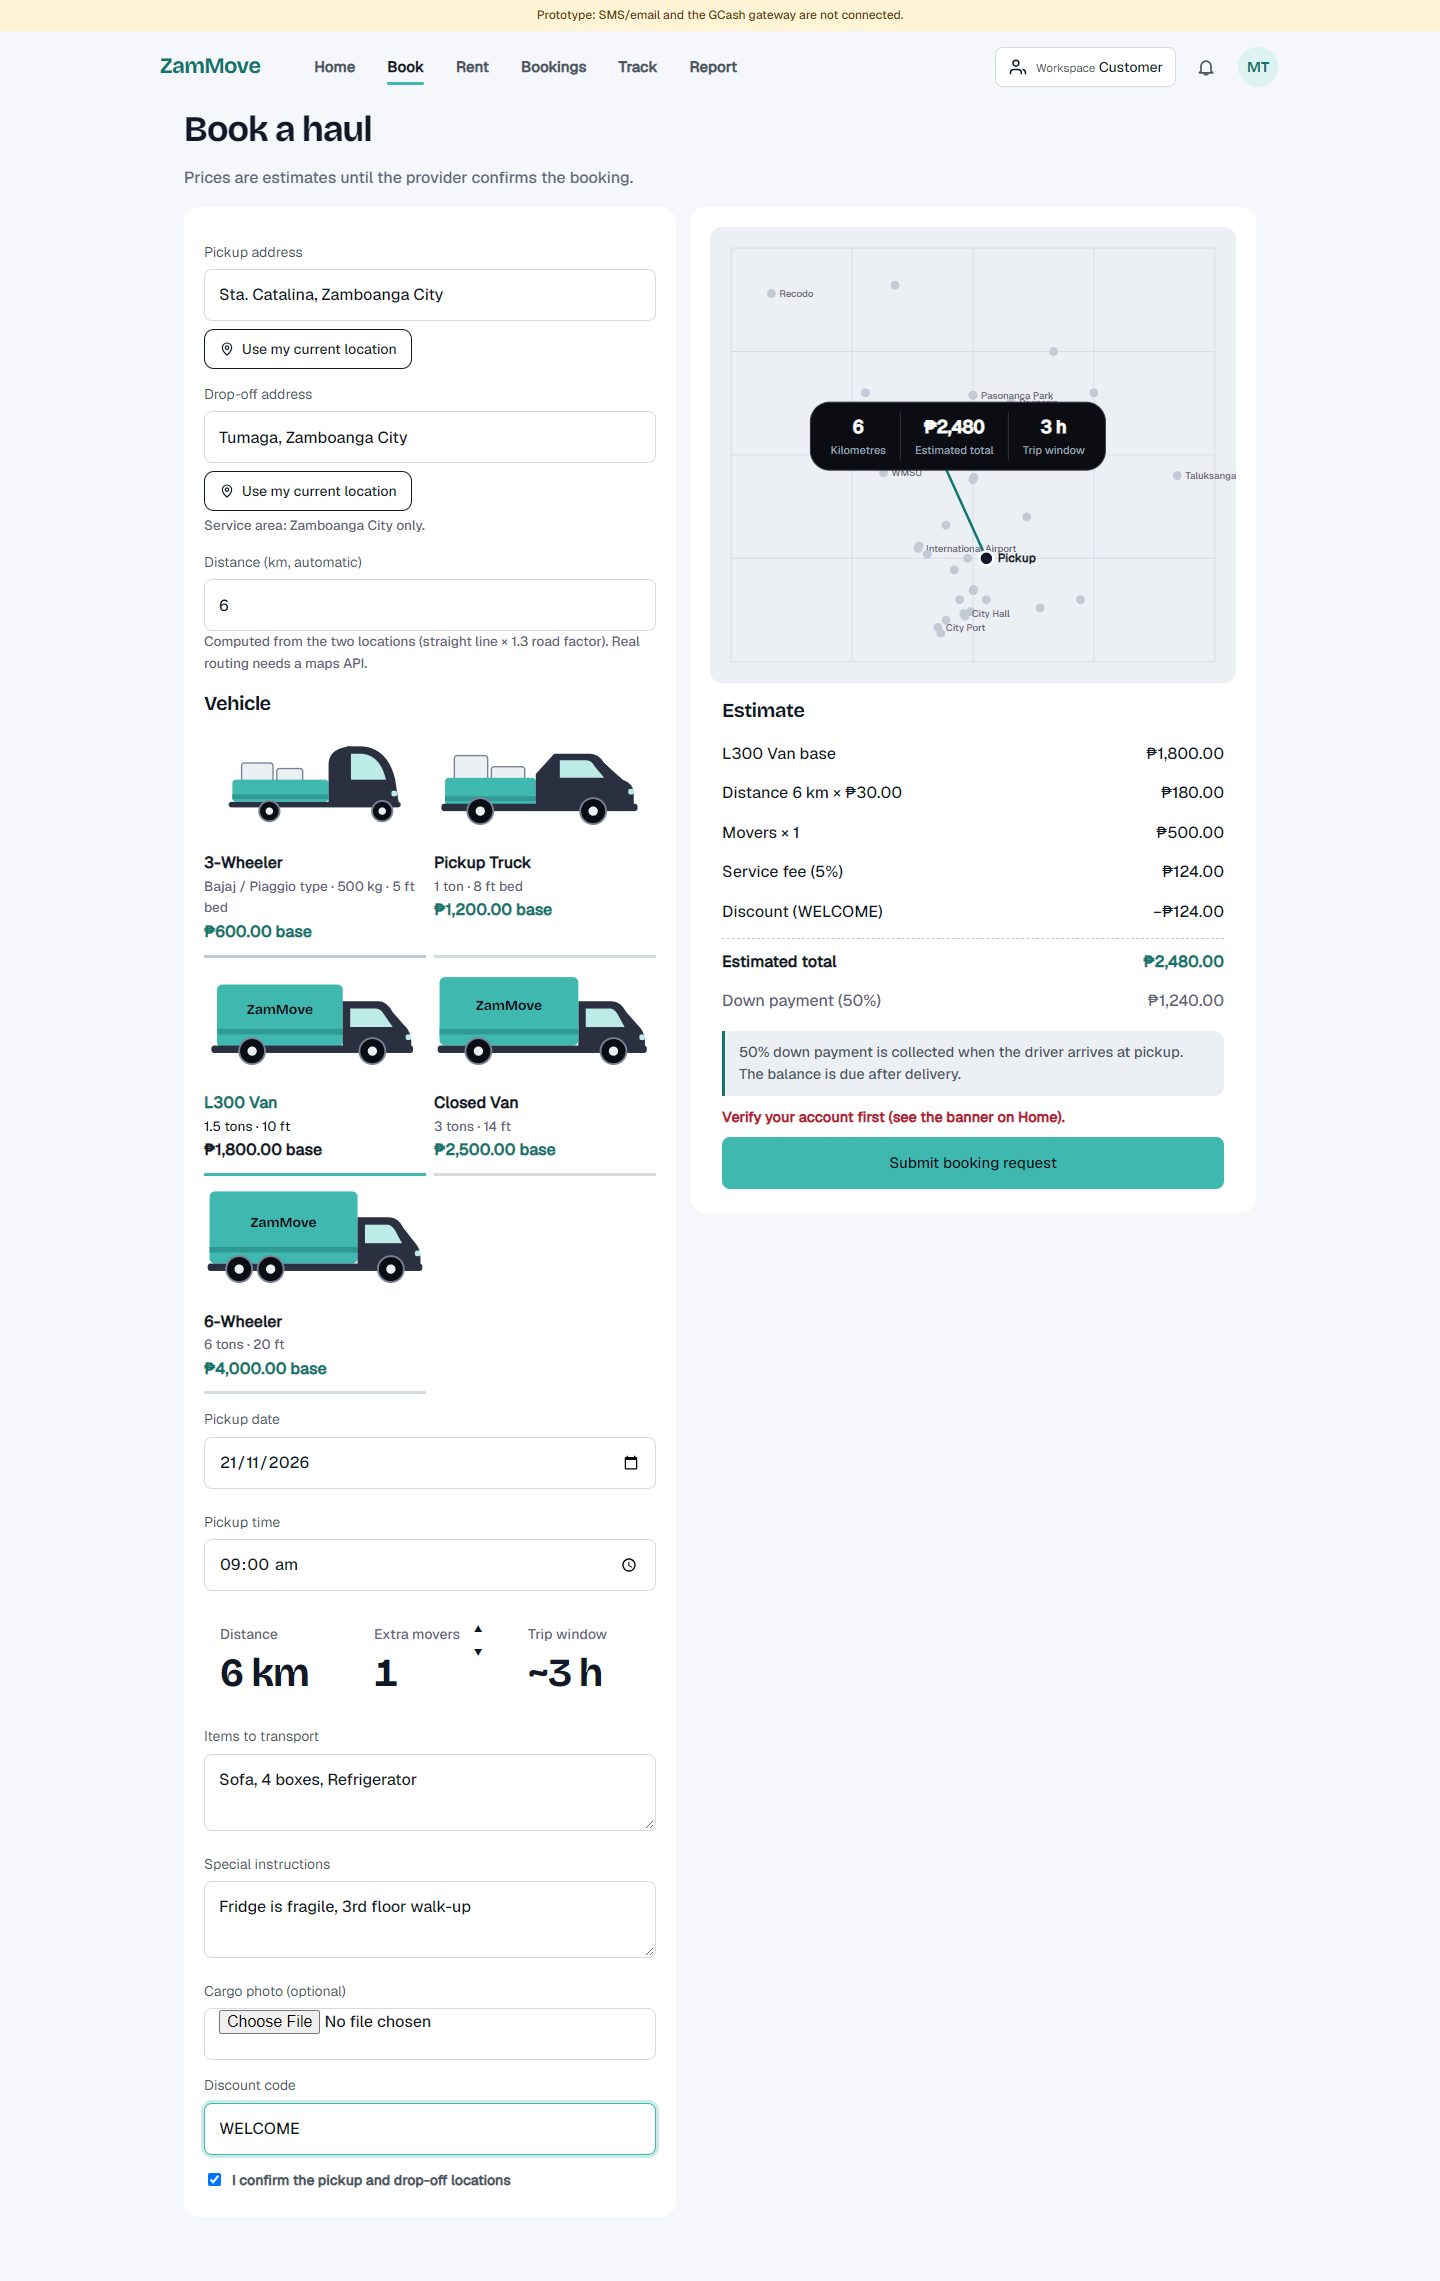 Prototype: SMS/email and the GCash gateway are not connected.
ZamMove
Home
Book
Rent
Bookings
Track
Report
Workspace Customer
MT
Book a haul
Prices are estimates until the provider confirms the booking.
Pickup address
Sta. Catalina, Zamboanga City
Use my current location
Drop-off address
Tumaga, Zamboanga City
Use my current location
Service area: Zamboanga City only.
Distance (km, automatic)
6
Computed from the two locations (straight line × 1.3 road factor). Real
routing needs a maps API.
Vehicle
3-Wheeler
Bajaj / Piaggio type · 500 kg · 5 ft
bed
₱600.00 base
Pickup Truck
1 ton · 8 ft bed
₱1,200.00 base
ZamMove
L300 Van
1.5 tons · 10 ft
₱1,800.00 base
ZamMove
Closed Van
3 tons · 14 ft
₱2,500.00 base
ZamMove
6-Wheeler
6 tons · 20 ft
₱4,000.00 base
Pickup date
21/11/2026
Pickup time
09:00 am
Distance
6 km
Extra movers
1
Trip window
~3 h
Items to transport
Sofa, 4 boxes, Refrigerator
Special instructions
Fridge is fragile, 3rd floor walk-up
Cargo photo (optional)
Choose File No file chosen
Discount code
WELCOME
I confirm the pickup and drop-off locations
Recodo
Pasonanca Park
6
Kilometres
₱2,480
Estimated total
3 h
Trip window
WMSU
Taluksanga
International Airport
Pickup
City Hall
City Port
Estimate
L300 Van base ₱1,800.00
Distance 6 km × ₱30.00 ₱180.00
Movers × 1 ₱500.00
Service fee (5%) ₱124.00
Discount (WELCOME) −₱124.00
Estimated total ₱2,480.00
Down payment (50%) ₱1,240.00
50% down payment is collected when the driver arrives at pickup.
The balance is due after delivery.
Verify your account first (see the banner on Home).
Submit booking request